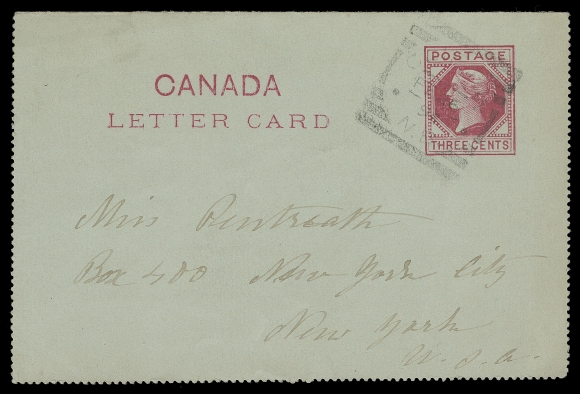 CANADA
LETTER CARD
POSTAGE
THREE CENTS
Miss Pentreath
Box 400 New York City
New York
U.S.A.